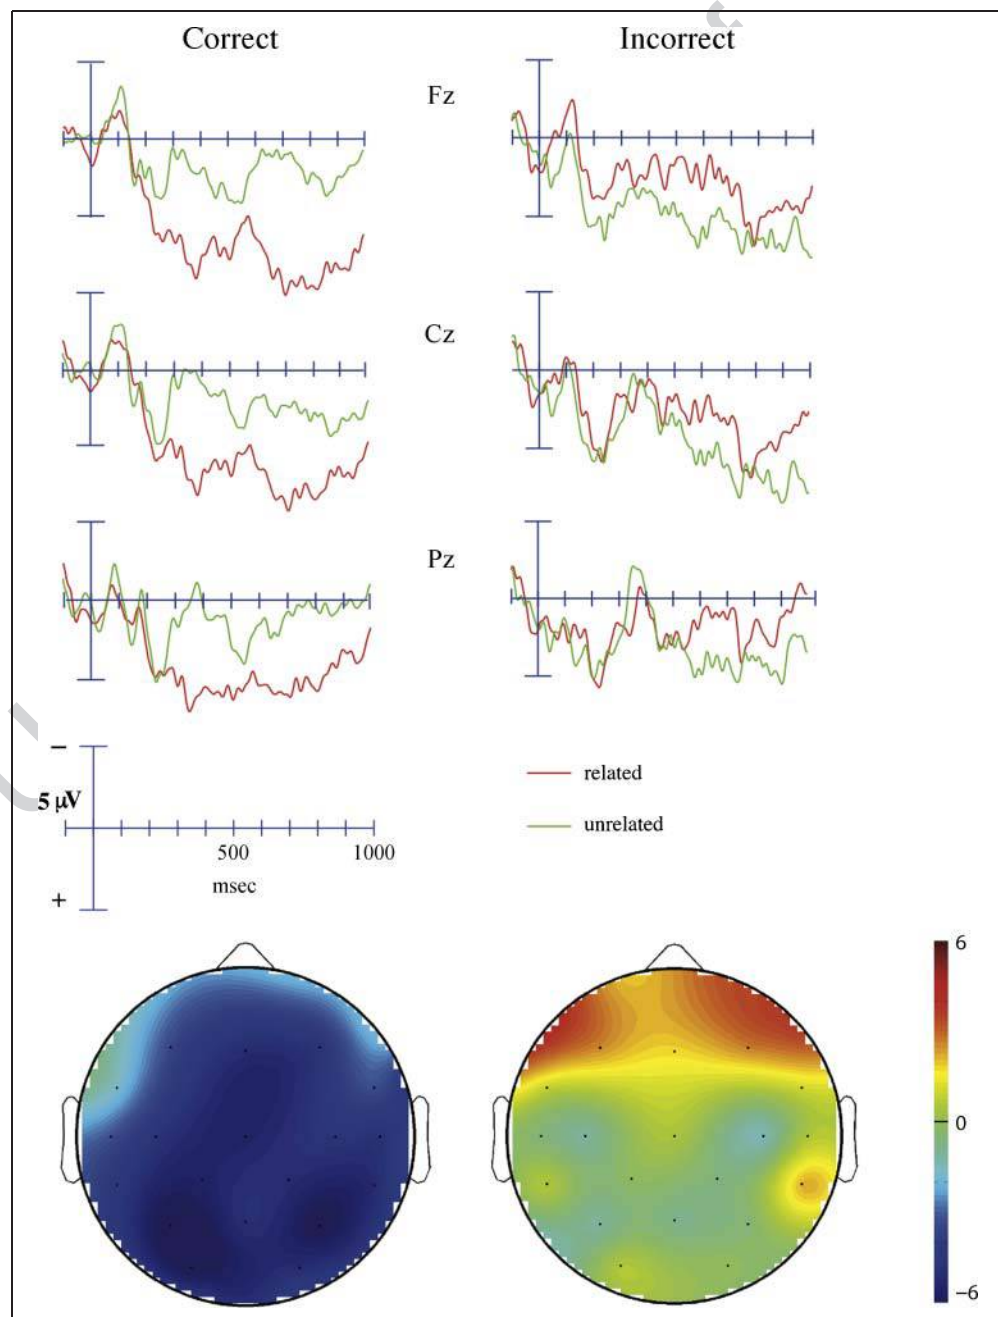 Correct
Incorrect
Fz
Cz
Pz
−
5 μV
+
500
1000
msec
related
unrelated
6
0
−6